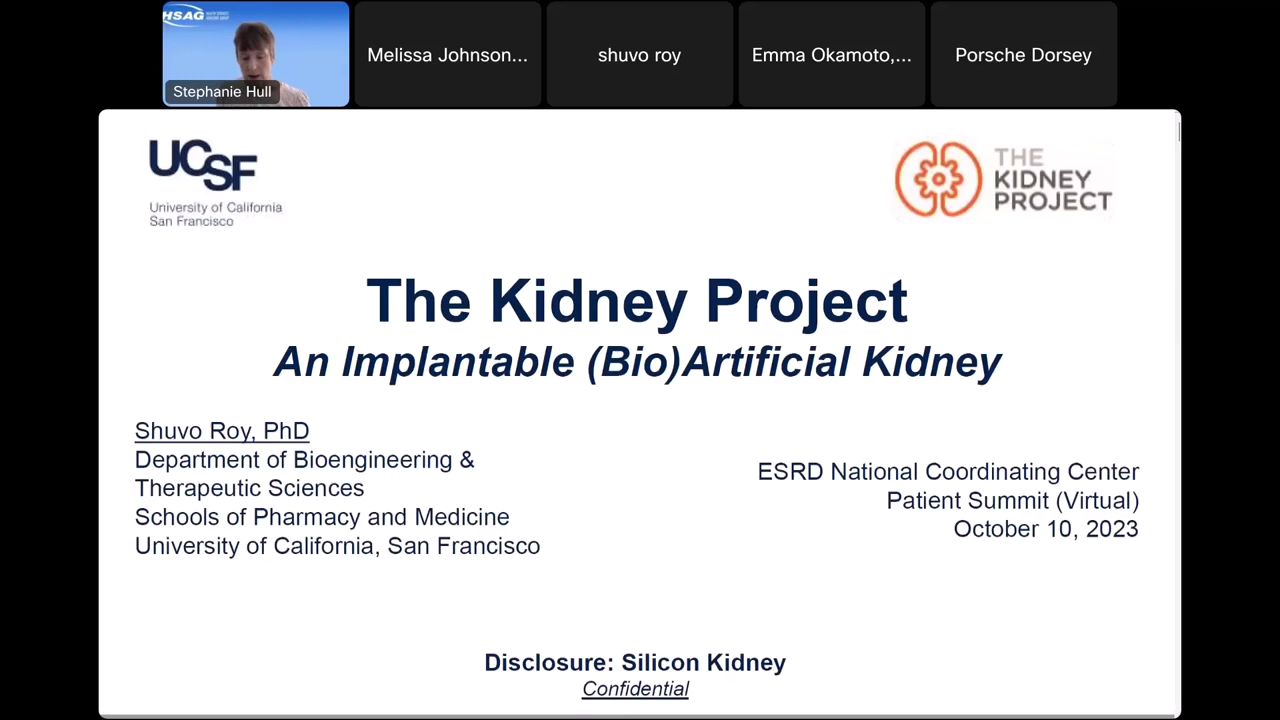 HSAG
Stephanie Hull
Melissa Johnson...
shuvo roy
Emma Okamoto,...
Porsche Dorsey
UCSF
University of California
San Francisco
THE
KIDNEY
PROJECT
The Kidney Project
An Implantable (Bio)Artificial Kidney
Shuvo Roy, PhD
Department of Bioengineering &
Therapeutic Sciences
Schools of Pharmacy and Medicine
University of California, San Francisco
ESRD National Coordinating Center
Patient Summit (Virtual)
October 10, 2023
Disclosure: Silicon Kidney
Confidential